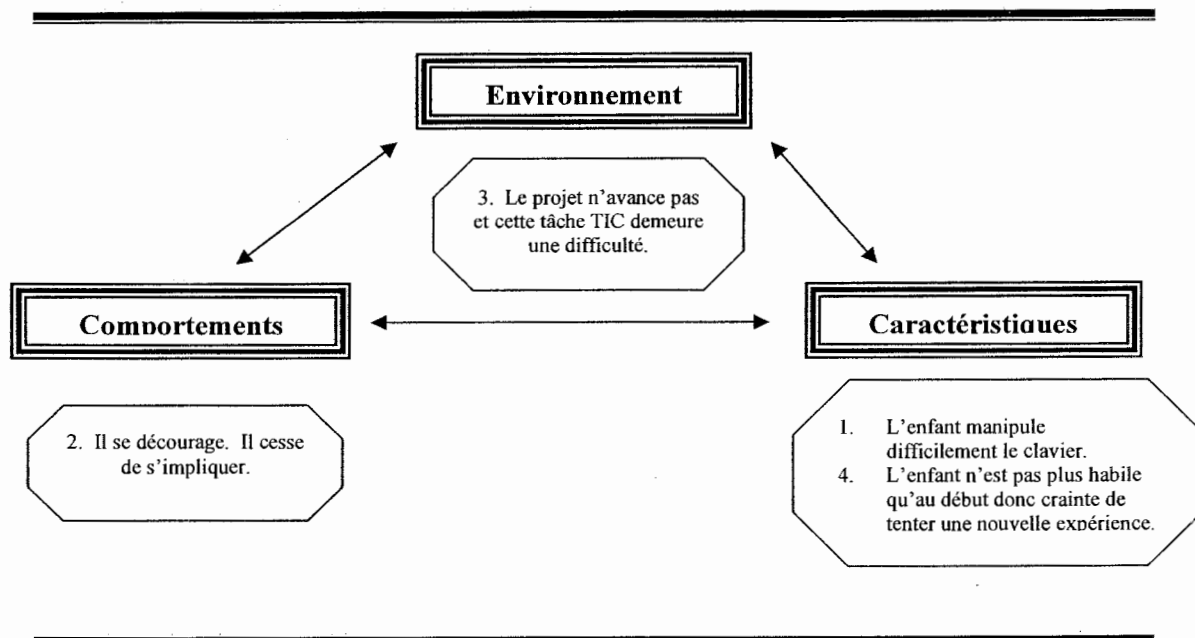 Environnement
3. Le projet n'avance pas
et cette tâche TIC demeure
une difficulté.
Comportements
Caractéristiques
2. Il se décourage. Il cesse
de s'impliquer.
1. L'enfant manipule
difficilement le clavier.
4. L'enfant n'est pas plus habile
qu'au début donc crainte de
tenter une nouvelle expérience.